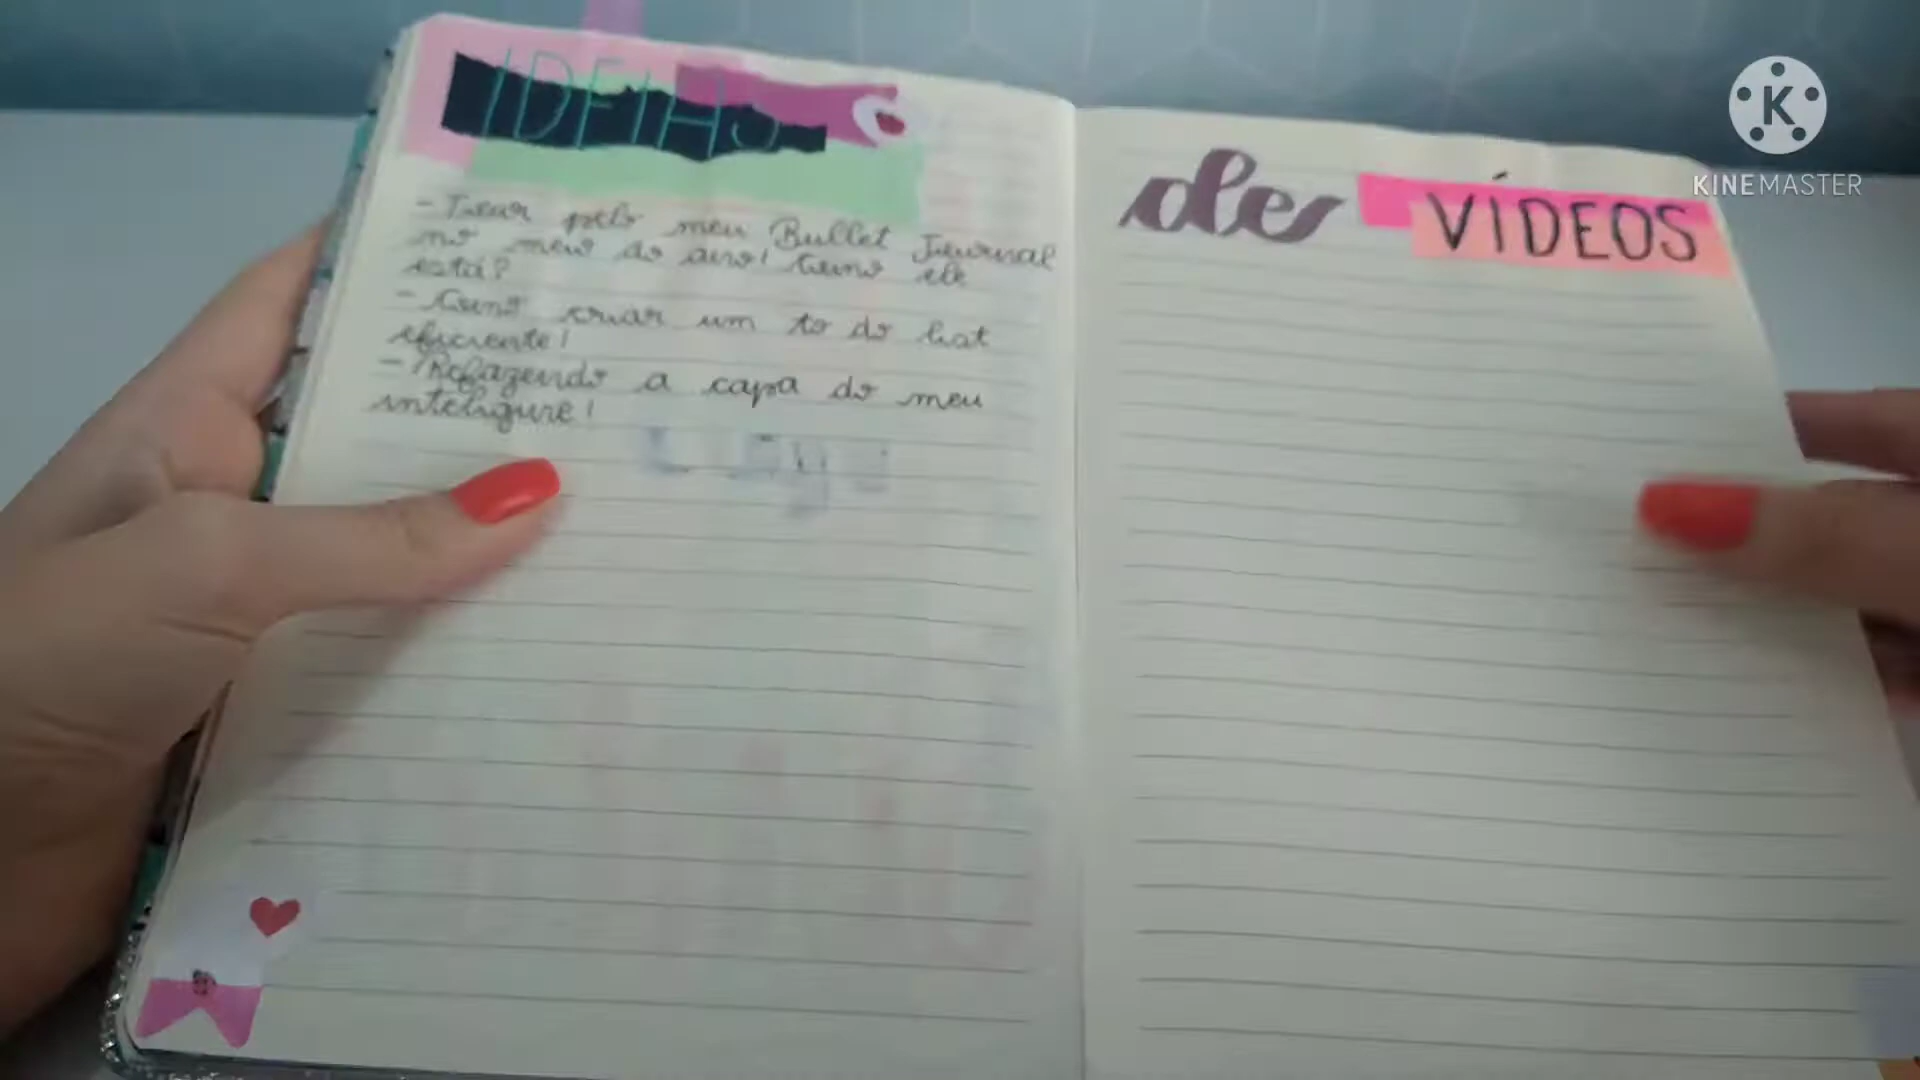 IDEIAS
- Tour pelo meu Bullet Journal
no meio do ano! Como ele
está?
- Como criar um to do list
eficiente!
- Refazendo a capa do meu
inteligure!
de VÍDEOS
KINEMASTER